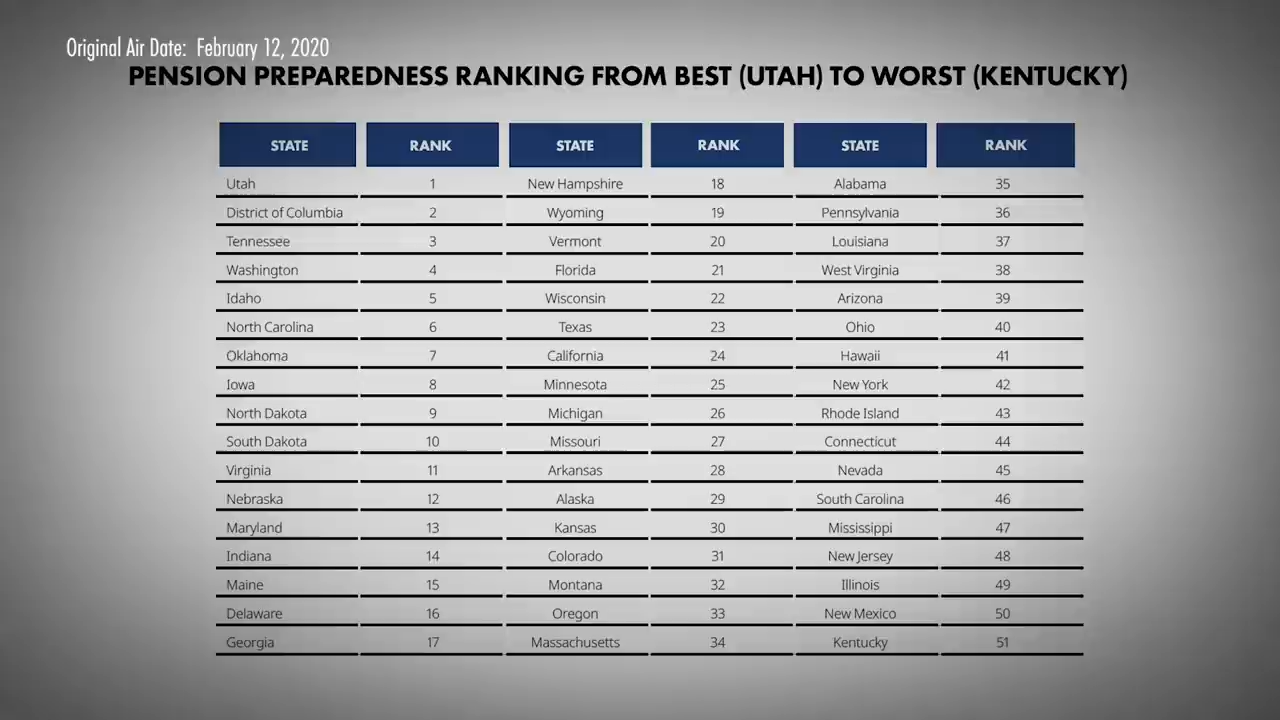 Original Air Date: February 12, 2020
PENSION PREPAREDNESS RANKING FROM BEST (UTAH) TO WORST (KENTUCKY)
STATE RANK STATE RANK STATE RANK
Utah 1 New Hampshire 18 Alabama 35
District of Columbia 2 Wyoming 19 Pennsylvania 36
Tennessee 3 Vermont 20 Louisiana 37
Washington 4 Florida 21 West Virginia 38
Idaho 5 Wisconsin 22 Arizona 39
North Carolina 6 Texas 23 Ohio 40
Oklahoma 7 California 24 Hawaii 41
Iowa 8 Minnesota 25 New York 42
North Dakota 9 Michigan 26 Rhode Island 43
South Dakota 10 Missouri 27 Connecticut 44
Virginia 11 Arkansas 28 Nevada 45
Nebraska 12 Alaska 29 South Carolina 46
Maryland 13 Kansas 30 Mississippi 47
Indiana 14 Colorado 31 New Jersey 48
Maine 15 Montana 32 Illinois 49
Delaware 16 Oregon 33 New Mexico 50
Georgia 17 Massachusetts 34 Kentucky 51